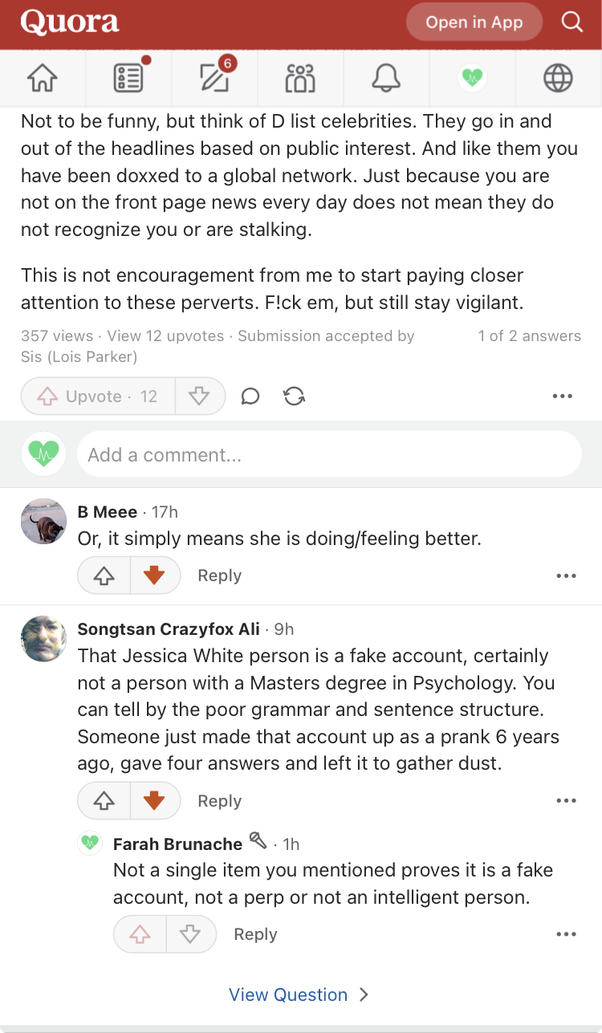 Quora
Open in App
6
Not to be funny, but think of D list celebrities. They go in and
out of the headlines based on public interest. And like them you
have been doxxed to a global network. Just because you are
not on the front page news every day does not mean they do
not recognize you or are stalking.
This is not encouragement from me to start paying closer
attention to these perverts. F!ck em, but still stay vigilant.
357 views · View 12 upvotes · Submission accepted by
Sis (Lois Parker)
1 of 2 answers
Upvote · 12
Add a comment...
B Meee · 17h
Or, it simply means she is doing/feeling better.
Reply
Songtsan Crazyfox Ali · 9h
That Jessica White person is a fake account, certainly
not a person with a Masters degree in Psychology. You
can tell by the poor grammar and sentence structure.
Someone just made that account up as a prank 6 years
ago, gave four answers and left it to gather dust.
Reply
Farah Brunache · 1h
Not a single item you mentioned proves it is a fake
account, not a perp or not an intelligent person.
Reply
View Question